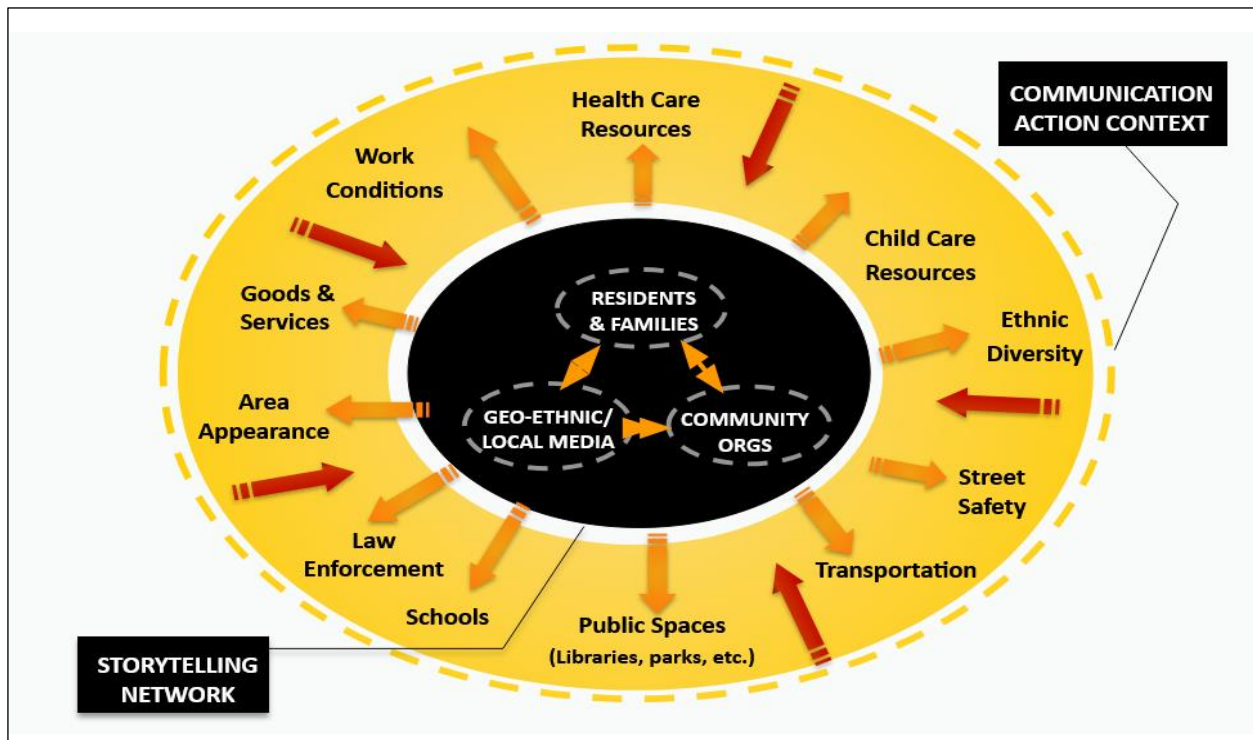 COMMUNICATION
ACTION CONTEXT
Health Care
Resources
Work
Conditions
Child Care
Resources
Goods &
Services
Ethnic
Diversity
RESIDENTS
& FAMILIES
GEO-ETHNIC/
LOCAL MEDIA
COMMUNITY
ORGS
Area
Appearance
Street
Safety
Law
Enforcement
Transportation
Schools
Public Spaces
(Libraries, parks, etc.)
STORYTELLING
NETWORK